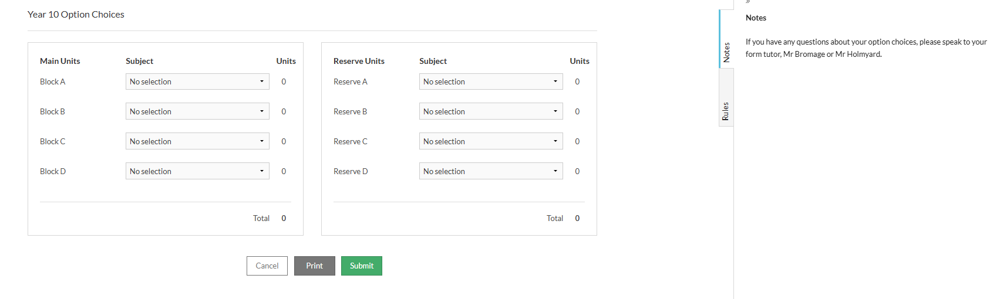 Year 10 Option Choices
Main Units Subject Units
Block A No selection 0
Block B No selection 0
Block C No selection 0
Block D No selection 0
Total 0
Reserve Units Subject Units
Reserve A No selection 0
Reserve B No selection 0
Reserve C No selection 0
Reserve D No selection 0
Total 0
Cancel Print Submit
Notes
Rules
»
Notes
If you have any questions about your option choices, please speak to your
form tutor, Mr Bromage or Mr Holmyard.